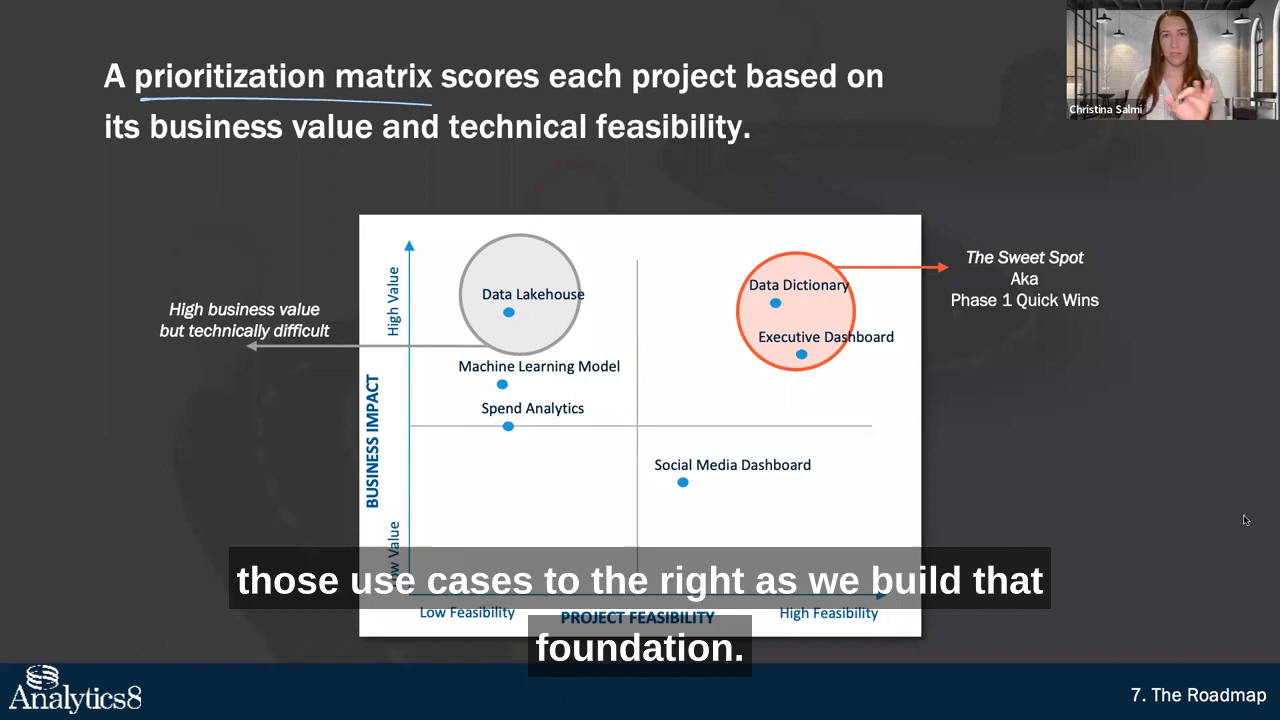 A prioritization matrix scores each project based on
its business value and technical feasibility.
Christina Salmi
The Sweet Spot
Aka
Phase 1 Quick Wins
High business value
but technically difficult
High Value
BUSINESS IMPACT
Value
Data Lakehouse
Machine Learning Model
Spend Analytics
Data Dictionary
Executive Dashboard
Social Media Dashboard
Low Feasibility
PROJECT FEASIBILITY
High Feasibility
those use cases to the right as we build that
foundation.
Analytics8
7. The Roadmap